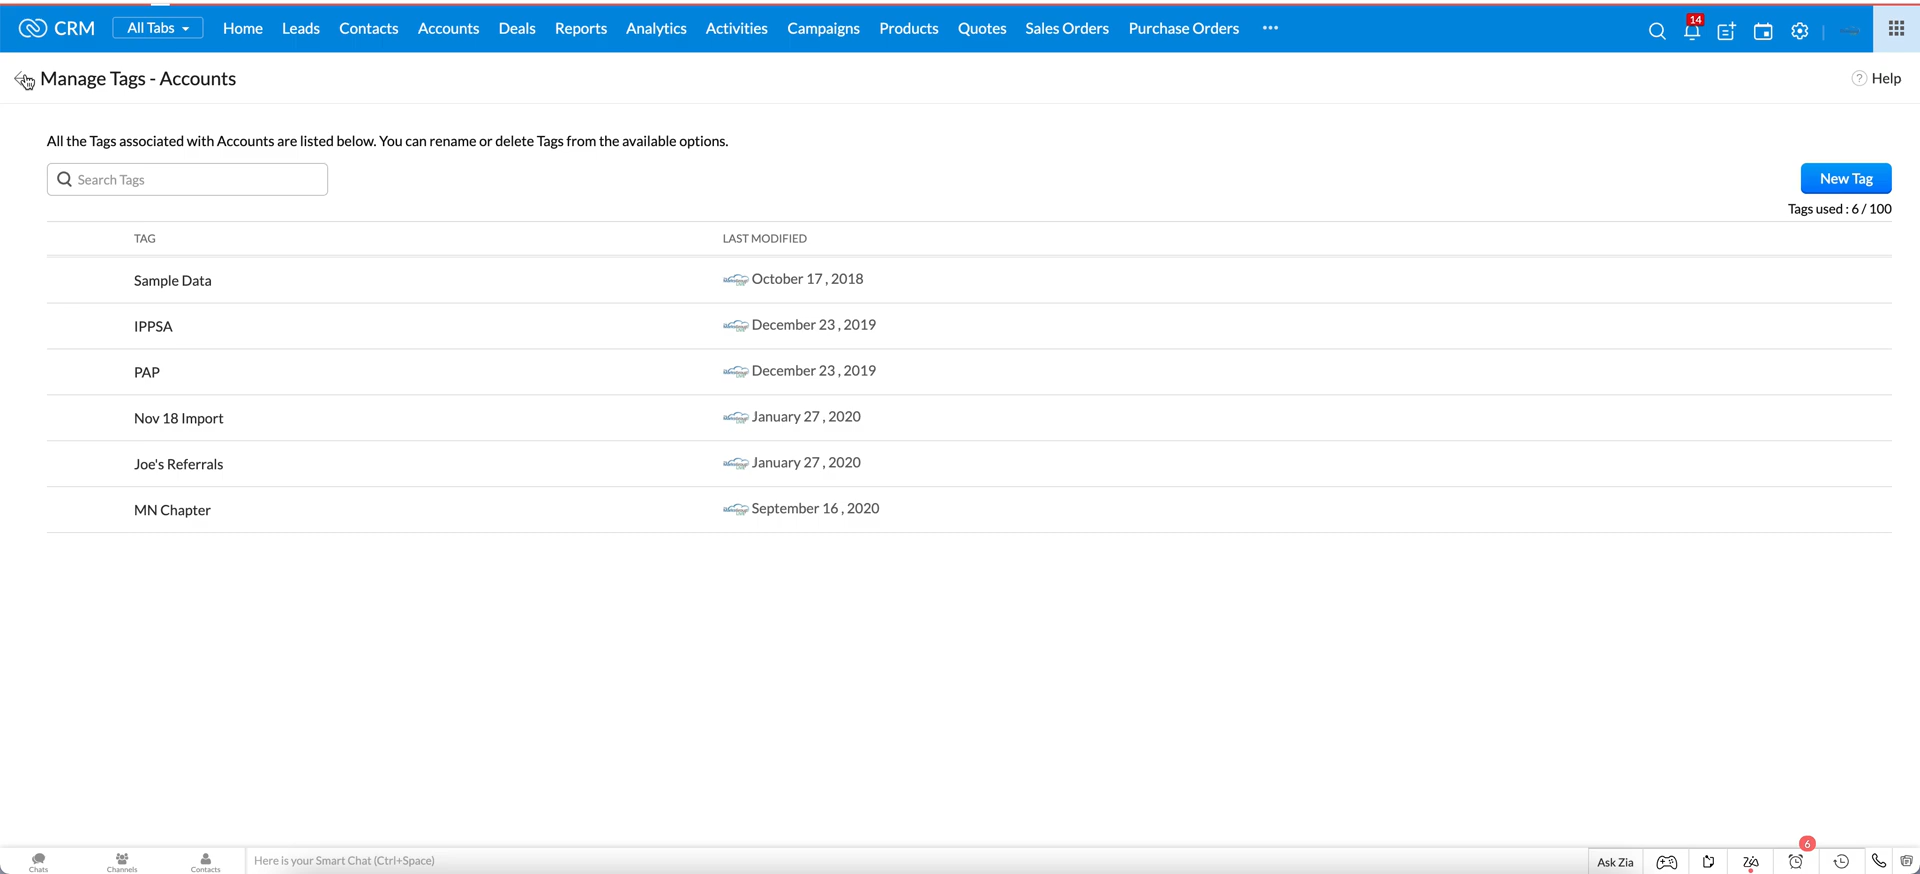 CRM All Tabs Home Leads Contacts Accounts Deals Reports Analytics Activities Campaigns Products Quotes Sales Orders Purchase Orders ••• 14
Manage Tags - Accounts ? Help
All the Tags associated with Accounts are listed below. You can rename or delete Tags from the available options.
Search Tags New Tag
Tags used : 6 / 100
TAG LAST MODIFIED
Sample Data October 17 , 2018
IPPSA December 23 , 2019
PAP December 23 , 2019
Nov 18 Import January 27 , 2020
Joe's Referrals January 27 , 2020
MN Chapter September 16 , 2020
Chats Channels Contacts Here is your Smart Chat (Ctrl+Space) Ask Zia 6